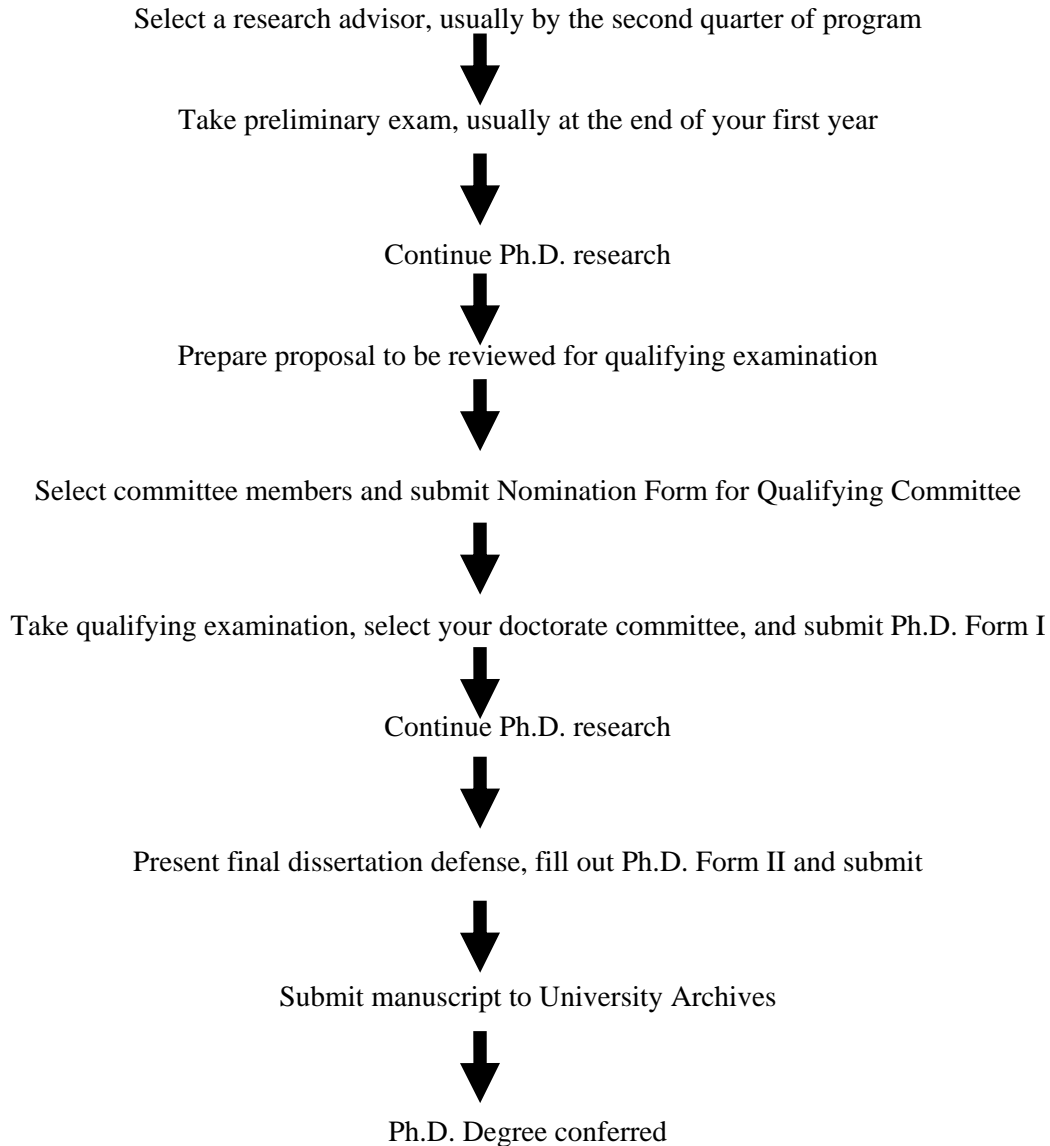 Select a research advisor, usually by the second quarter of program
Take preliminary exam, usually at the end of your first year
Continue Ph.D. research
Prepare proposal to be reviewed for qualifying examination
Select committee members and submit Nomination Form for Qualifying Committee
Take qualifying examination, select your doctorate committee, and submit Ph.D. Form I
Continue Ph.D. research
Present final dissertation defense, fill out Ph.D. Form II and submit
Submit manuscript to University Archives
Ph.D. Degree conferred